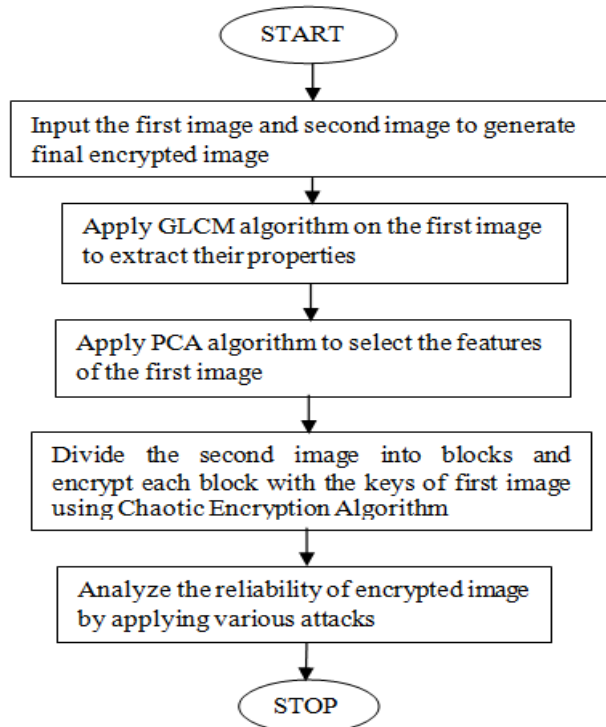 START
Input the first image and second image to generate
final encrypted image
Apply GLCM algorithm on the first image
to extract their properties
Apply PCA algorithm to select the features
of the first image
Divide the second image into blocks and
encrypt each block with the keys of first image
using Chaotic Encryption Algorithm
Analyze the reliability of encrypted image
by applying various attacks
STOP